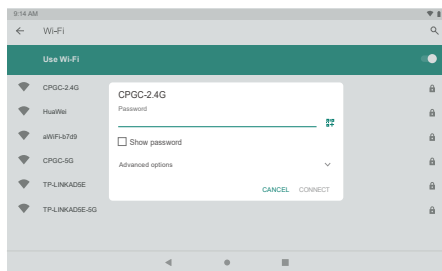 9:14 AM
Wi-Fi
Use Wi-Fi
CPGC-2.4G
HuaWei
aWiFi-b7d9
CPGC-5G
TP-LINKAD5E
TP-LINKAD5E-5G
CPGC-2.4G
Password
Show password
Advanced options
CANCEL CONNECT